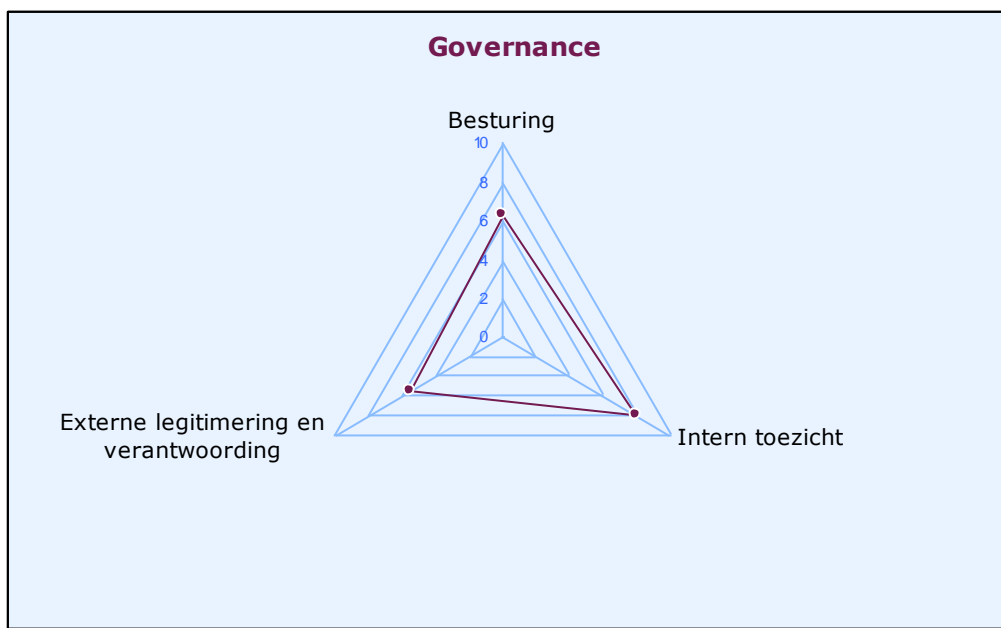 Governance
Besturing
10
8
6
4
2
0
Externe legitimering en
verantwoording
Intern toezicht